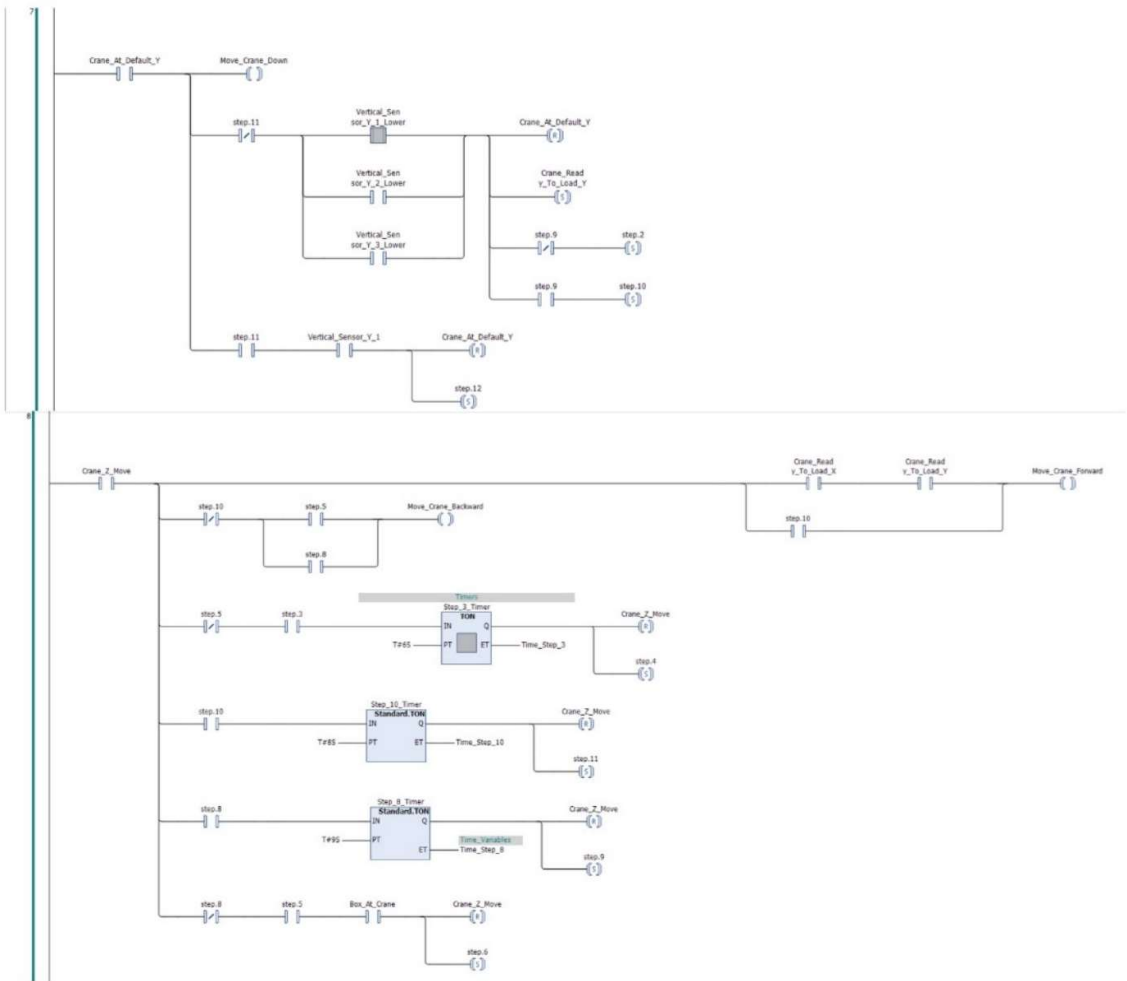 7
Crane_At_Default_Y
Move_Crane_Down
step.11
Vertical_Sen
sor_Y_1_Lower
Crane_At_Default_Y
R
Vertical_Sen
sor_Y_2_Lower
Crane_Read
y_To_Load_Y
S
Vertical_Sen
sor_Y_3_Lower
step.9
step.2
S
step.9
step.10
S
step.11
Vertical_Sensor_Y_1
Crane_At_Default_Y
R
step.12
S
8
Crane_Z_Move
Crane_Read
y_To_Load_X
Crane_Read
y_To_Load_Y
Move_Crane_Forward
step.10
step.10
step.5
Move_Crane_Backward
step.8
Timers
step.5
step.3
Step_3_Timer
TON
IN Q
T#6S
PT ET
Time_Step_3
Crane_Z_Move
R
step.4
S
step.10
Step_10_Timer
Standard.TON
IN Q
T#8S
PT ET
Time_Step_10
Crane_Z_Move
R
step.11
S
step.8
Step_8_Timer
Standard.TON
IN Q
T#9S
PT
ET
Time_Variables
Time_Step_8
Crane_Z_Move
R
step.9
S
step.8
step.5
Box_At_Crane
Crane_Z_Move
R
step.6
S